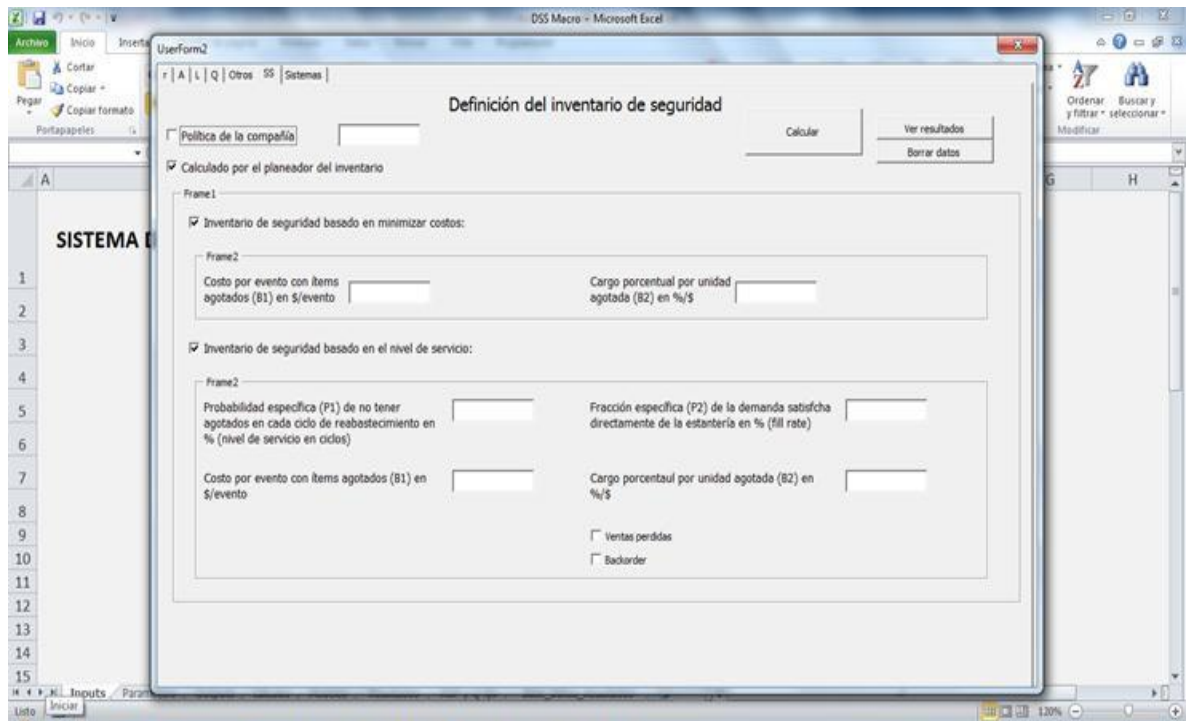 DSS Macro - Microsoft Excel
Archivo Inicio Inserta
Cortar
Copiar
Pegar
Copiar formato
Portapapeles
Ordenar y filtrar
Buscar y seleccionar
Modificar
UserForm2
r A L Q Otros SS Sistemas
Definición del inventario de seguridad
Política de la compañía
Calcular
Ver resultados
Borrar datos
Calculado por el planeador del inventario
Frame1
Inventario de seguridad basado en minimizar costos:
Frame2
Costo por evento con ítems
agotados (B1) en $/evento
Cargo porcentual por unidad
agotada (B2) en %/$
Inventario de seguridad basado en el nivel de servicio:
Frame2
Probabilidad específica (P1) de no tener
agotados en cada ciclo de reabastecimiento en
% (nivel de servicio en ciclos)
Fracción específica (P2) de la demanda satisfcha
directamente de la estantería en % (fill rate)
Costo por evento con ítems agotados (B1) en
$/evento
Cargo porcentaul por unidad agotada (B2) en
%/$
Ventas perdidas
Backorder
A G H
SISTEMA D
1
2
3
4
5
6
7
8
9
10
11
12
13
14
15
Inputs
Iniciar
Listo
120%